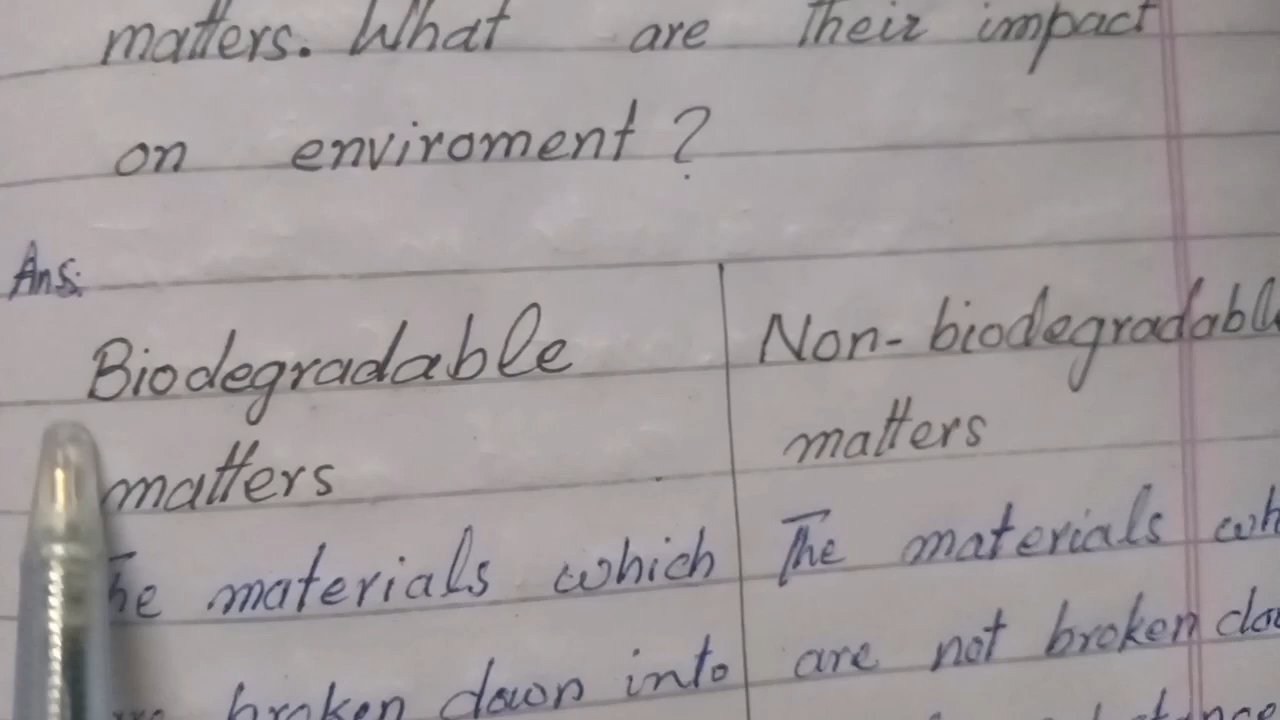 matters. What are Their impact
on enviroment ?
Ans.
Biodegradable
matters
he materials which
broken down into
Non-biodegradabl
matters
The materials wh
are not broken do